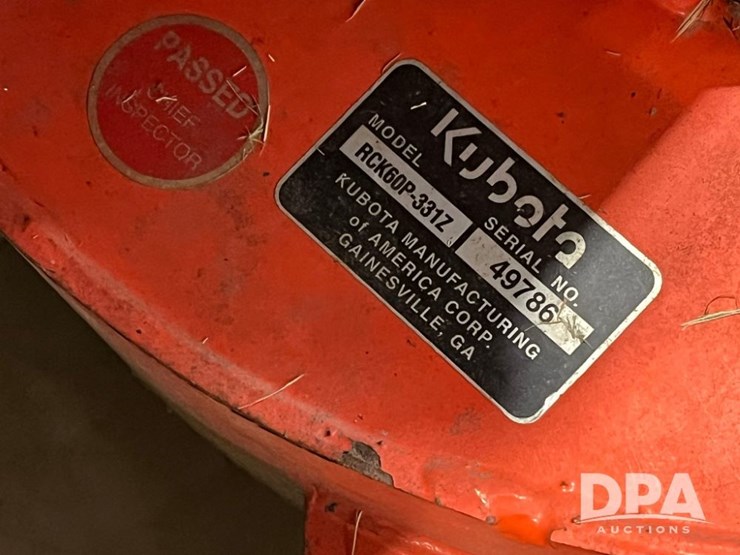 PASSED
CHIEF
INSPECTOR
Kubota
MODEL
SERIAL NO.
RCK60P-331Z
49786
KUBOTA MANUFACTURING
of AMERICA CORP.
GAINESVILLE, GA
DPA
AUCTIONS